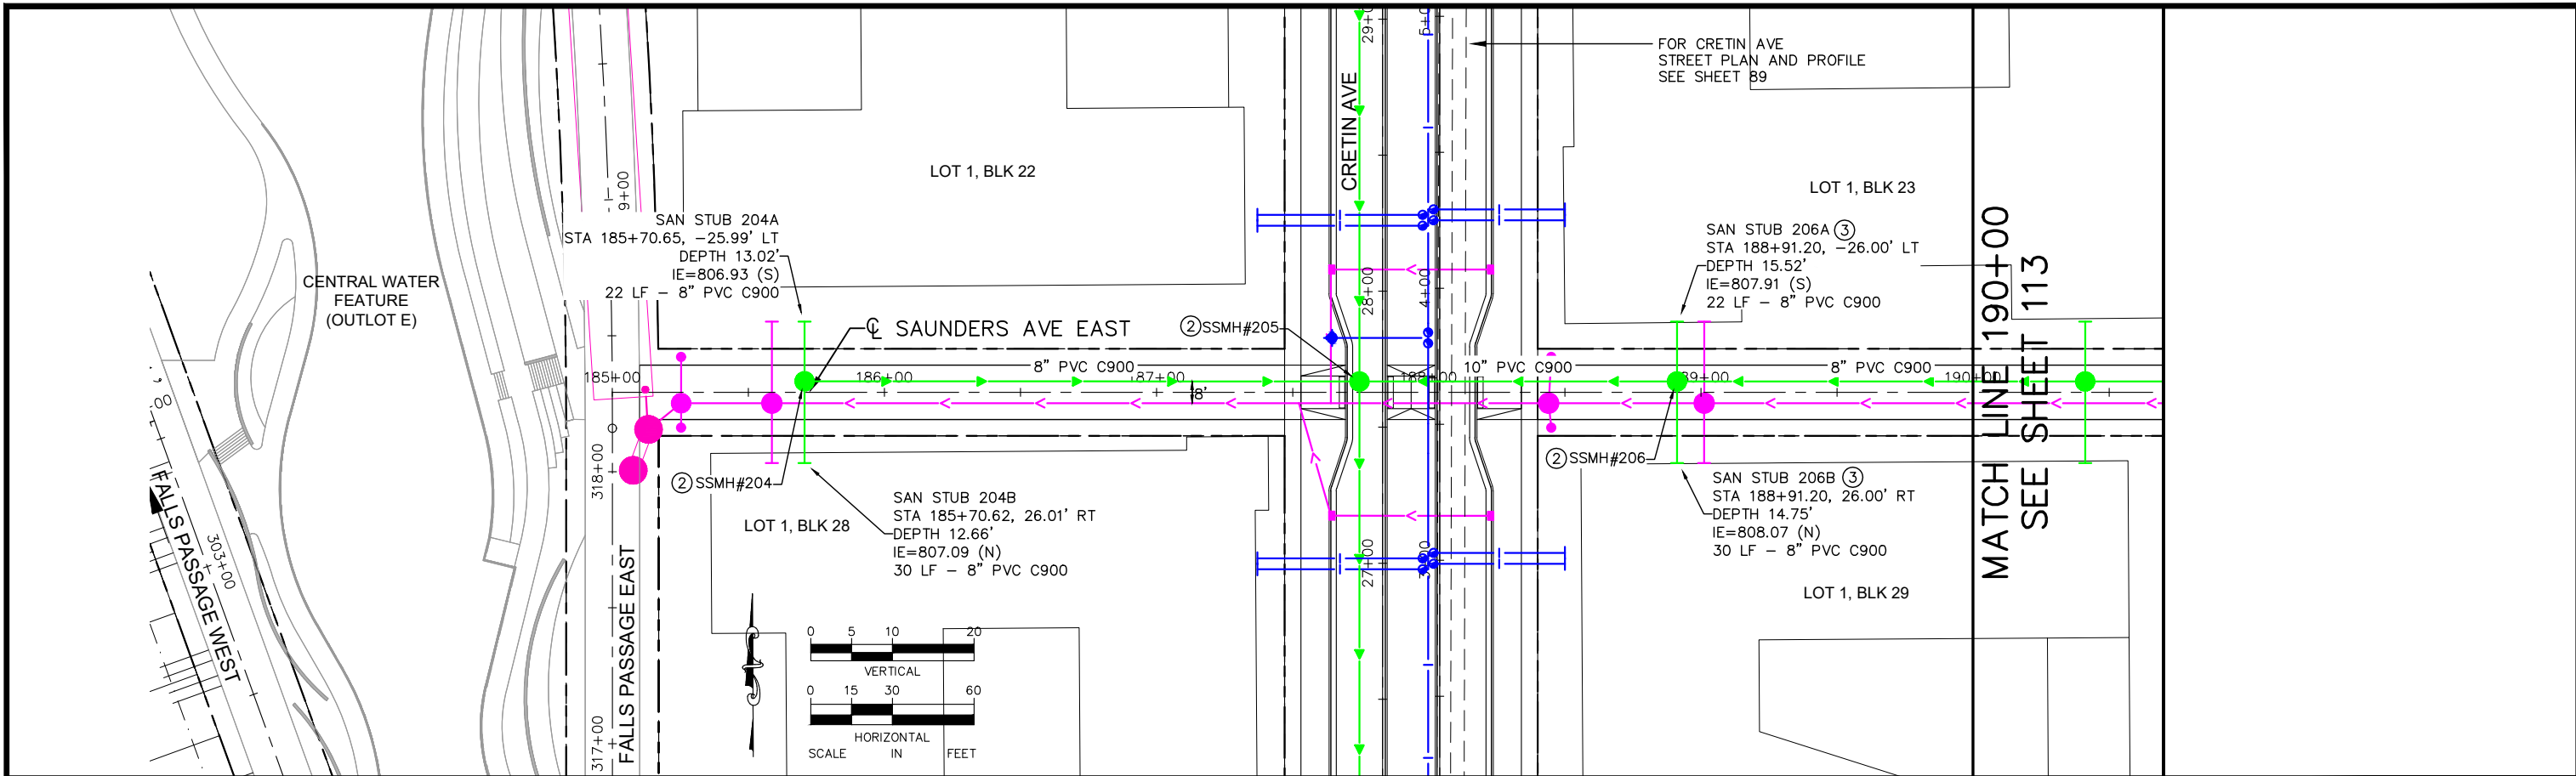 FOR CRETIN AVE
STREET PLAN AND PROFILE
SEE SHEET 89
29+00
CRETIN AVE
28+00
4+00
27+00
LOT 1, BLK 22
LOT 1, BLK 23
9+00
SAN STUB 204A
STA 185+70.65, -25.99' LT
DEPTH 13.02'
IE=806.93 (S)
22 LF - 8" PVC C900
SAN STUB 206A 3
STA 188+91.20, -26.00' LT
DEPTH 15.52'
IE=807.91 (S)
22 LF - 8" PVC C900
MATCH LINE 190+00
SEE SHEET 113
CENTRAL WATER
FEATURE
(OUTLOT E)
℄ SAUNDERS AVE EAST
2 SSMH#205
8" PVC C900
10" PVC C900
8" PVC C900
185+00
186+00
187+00
188+00
189+00
190+00
8'
2 SSMH#204
2 SSMH#206
318+00
317+00
FALLS PASSAGE EAST
FALLS PASSAGE WEST
303+00
LOT 1, BLK 28
SAN STUB 204B
STA 185+70.62, 26.01' RT
DEPTH 12.66'
IE=807.09 (N)
30 LF - 8" PVC C900
SAN STUB 206B 3
STA 188+91.20, 26.00' RT
DEPTH 14.75'
IE=808.07 (N)
30 LF - 8" PVC C900
LOT 1, BLK 29
0 5 10 20
VERTICAL
0 15 30 60
HORIZONTAL
SCALE IN FEET